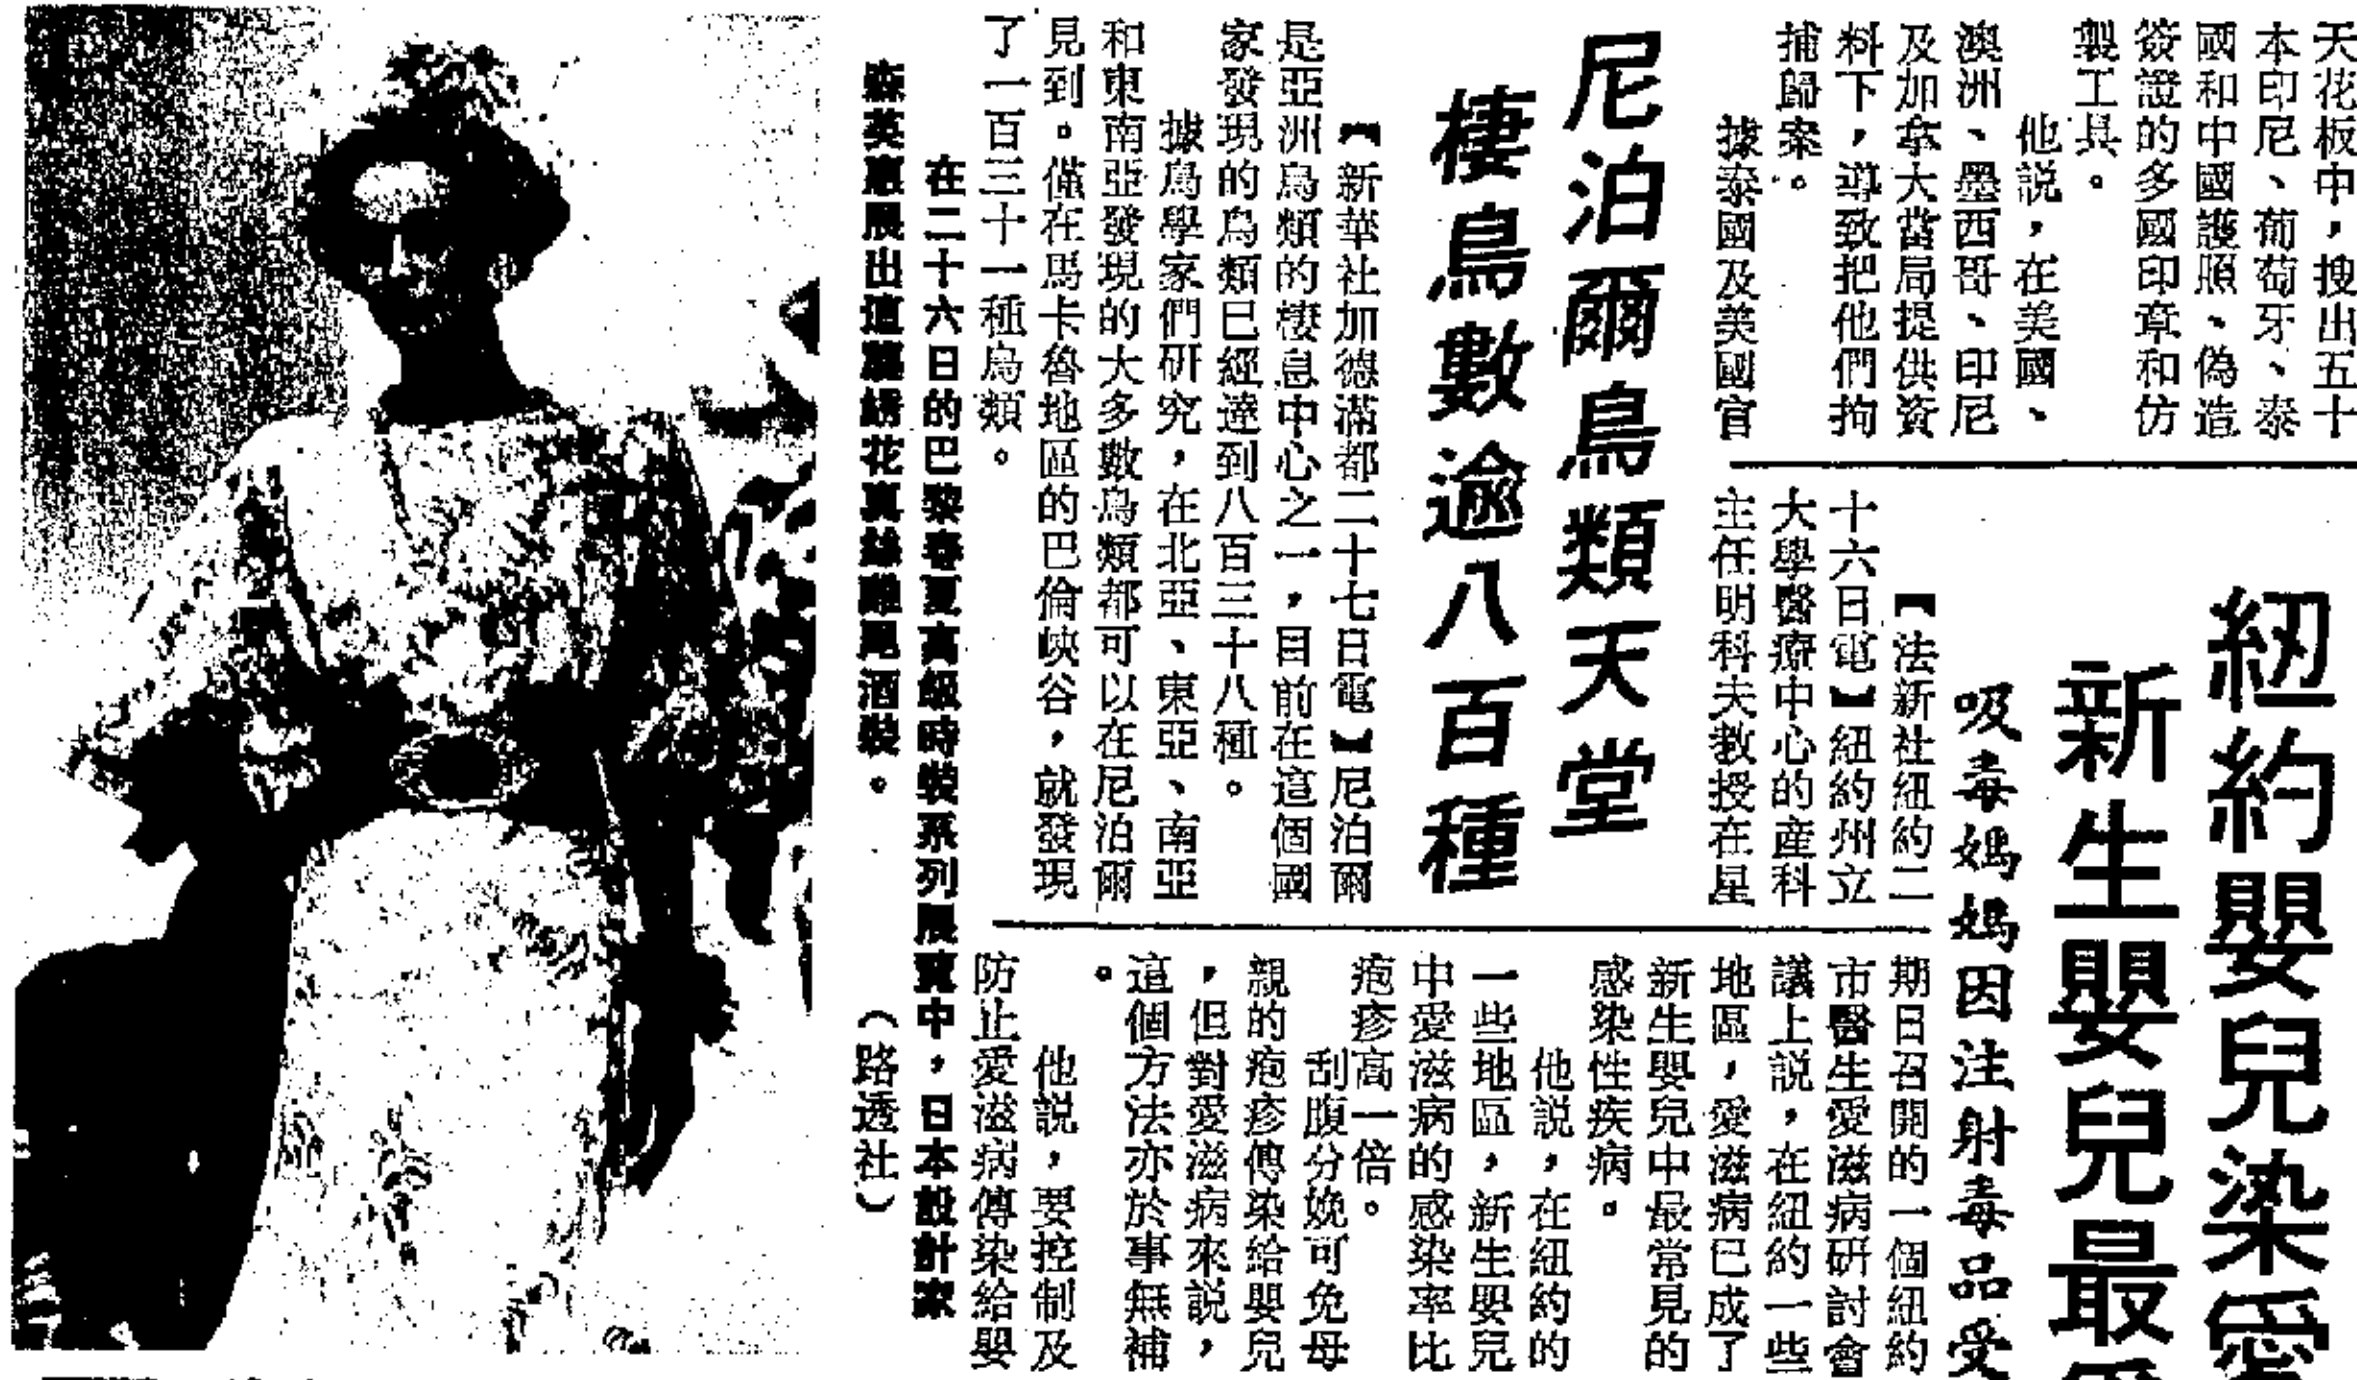 天花板中，搜出五十
本印尼、葡萄牙、泰
國和中國護照、偽造
簽證的多國印章和仿
製工具。
他説，在美國、
澳洲、墨西哥、印尼
及加拿大當局提供資
料下，導致把他們拘
捕歸案。
據泰國及美國官
紐約嬰兒染愛
新生嬰兒最
吸毒媽媽因注射毒品受
【法新社紐約二
十六日電】紐約州立
大學醫療中心的產科
主任明科夫教授在星
期日召開的一個紐約
市醫生愛滋病研討會
議上説，在紐約一些
地區，愛滋病已成了
新生嬰兒中最常見的
感染性疾病。
他説，在紐約的
一些地區，新生嬰兒
中愛滋病的感染率比
疱疹高一倍。
刮腹分娩可免母
親的疱疹傳染給嬰兒
，但對愛滋病來説，
這個方法亦於事無補
。
他説，要控制及
防止愛滋病傳染給嬰
尼泊爾鳥類天堂
棲鳥數逾八百種
【新華社加德滿都二十七日電】尼泊爾
是亞洲鳥類的棲息中心之一，目前在這個國
家發現的鳥類已經達到八百三十八種。
據鳥學家們研究，在北亞、東亞、南亞
和東南亞發現的大多數鳥類都可以在尼泊爾
見到。僅在馬卡魯地區的巴倫峽谷，就發現
了一百三十一種鳥類。
在二十六日的巴黎春夏高級時裝系列展覽中，日本設計家
森英惠展出這襲綉花真絲雞尾酒裝。
（路透社）